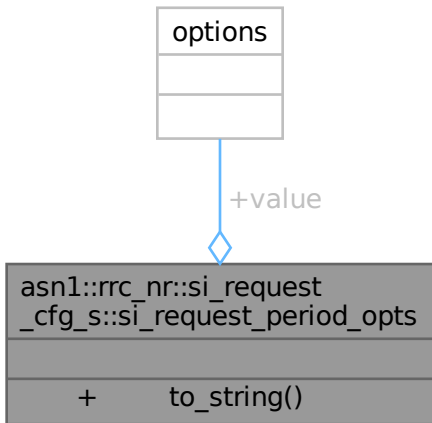 options
+value
asn1::rrc_nr::si_request
_cfg_s::si_request_period_opts
+ to_string()